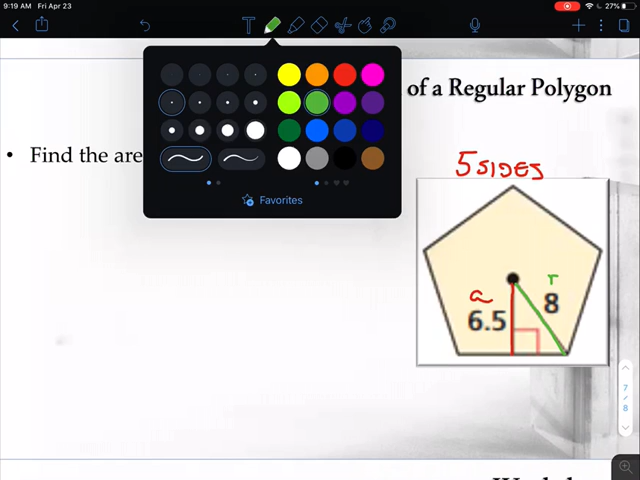 9:19 AM Fri Apr 23
27%
T
of a Regular Polygon
• Find the are
Favorites
5 SIDES
r
a
8
6.5
7
/
8